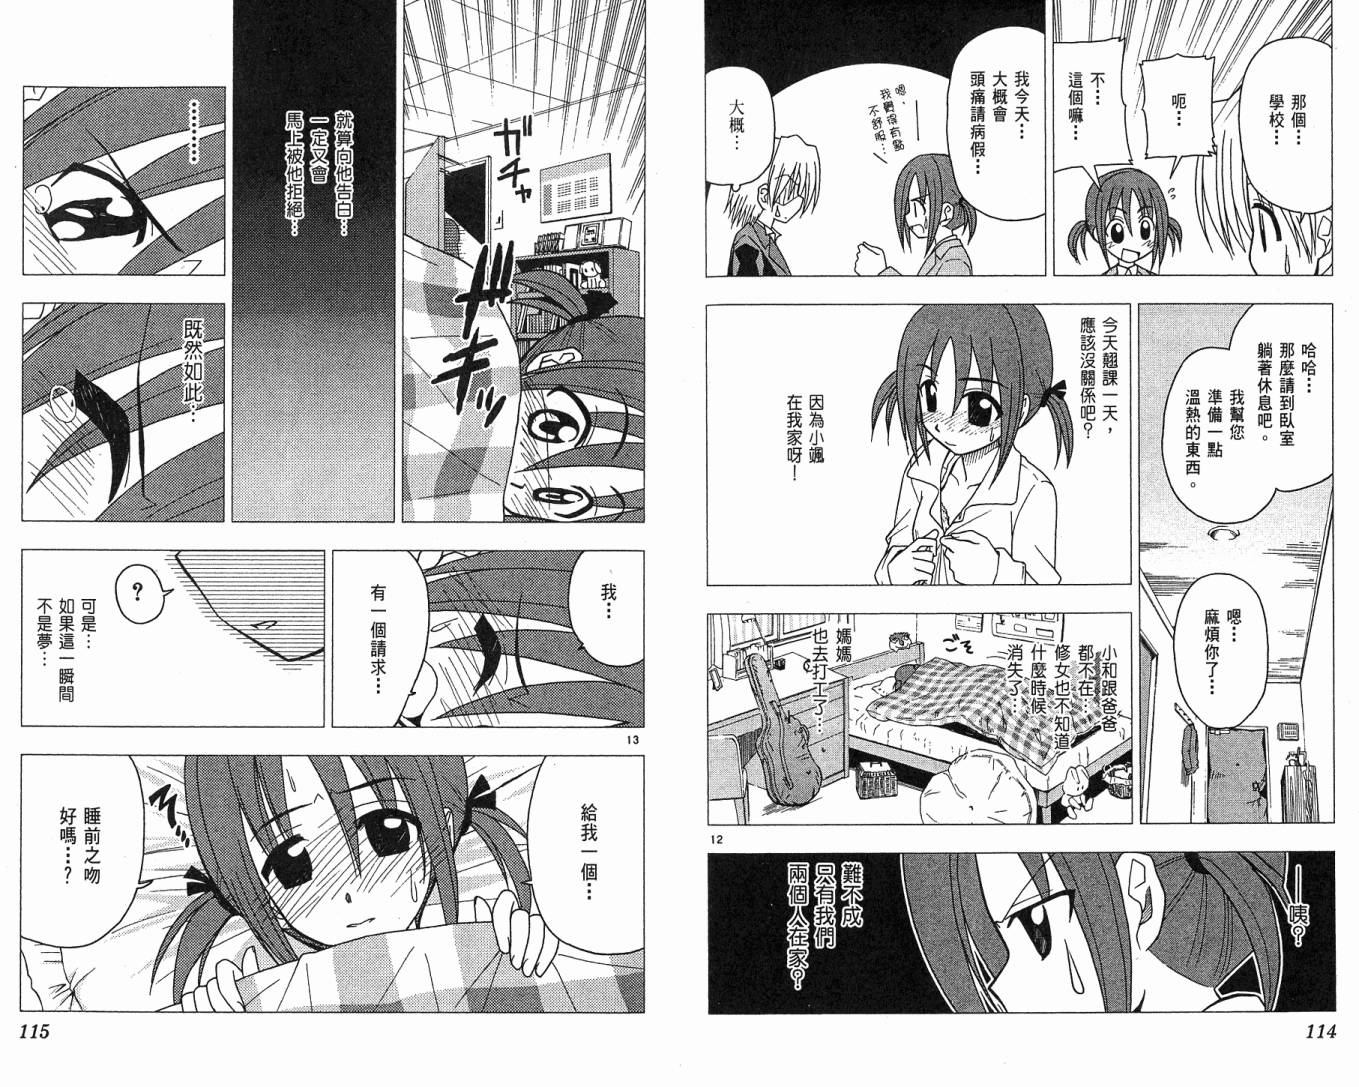 那個…
學校…
呃…
不…
這個嘛…
我今天…
大概會
頭痛請病假…
嗯，
我覺得有點
不舒服…
大概…
哈哈…
那麼請到臥室
躺著休息吧。
我幫您
準備一點
溫熱的東西。
嗯…
麻煩你了…
今天翹課一天，
應該沒關係吧？
因為小颯
在我家呀！
小和跟爸爸
都不在…
修女也不知道
什麼時候
消失了…
ごそ
媽媽
也去打工了…
12
——咦？
難不成
只有我們
兩個人在家？
114
ガチャ
就算向他告白…
一定又會
馬上被他拒絕…
………
既然如此…
我…
有一個請求…
？
可是…
如果這一瞬間
不是夢…
13
給我一個…
睡前之吻
好嗎…？
115